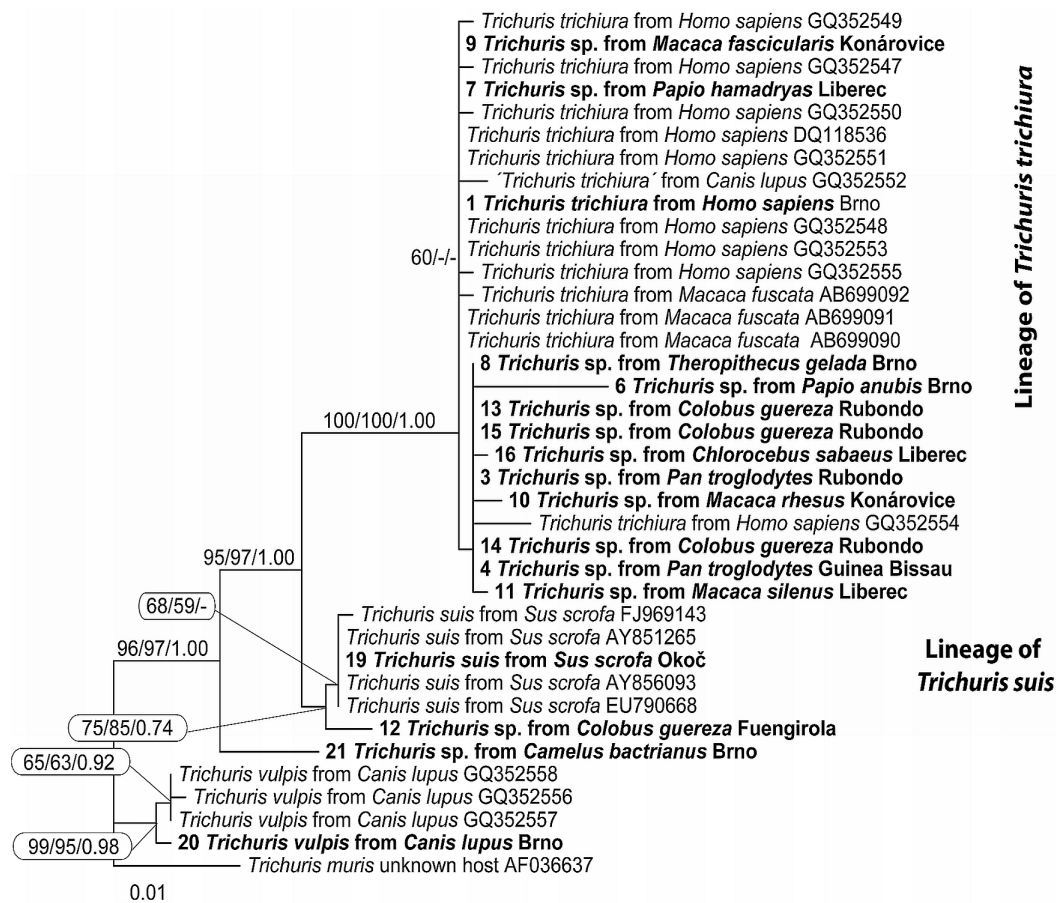 Trichuris trichiura from Homo sapiens GQ352549
9 Trichuris sp. from Macaca fascicularis Konárovice
Trichuris trichiura from Homo sapiens GQ352547
7 Trichuris sp. from Papio hamadryas Liberec
Trichuris trichiura from Homo sapiens GQ352550
Trichuris trichiura from Homo sapiens DQ118536
Trichuris trichiura from Homo sapiens GQ352551
´Trichuris trichiura´ from Canis lupus GQ352552
1 Trichuris trichiura from Homo sapiens Brno
Trichuris trichiura from Homo sapiens GQ352548
Trichuris trichiura from Homo sapiens GQ352553
60/-/-
Trichuris trichiura from Homo sapiens GQ352555
Trichuris trichiura from Macaca fuscata AB699092
Trichuris trichiura from Macaca fuscata AB699091
Trichuris trichiura from Macaca fuscata AB699090
Lineage of Trichuris trichiura
8 Trichuris sp. from Theropithecus gelada Brno
6 Trichuris sp. from Papio anubis Brno
13 Trichuris sp. from Colobus guereza Rubondo
100/100/1.00
15 Trichuris sp. from Colobus guereza Rubondo
16 Trichuris sp. from Chlorocebus sabaeus Liberec
3 Trichuris sp. from Pan troglodytes Rubondo
10 Trichuris sp. from Macaca rhesus Konárovice
Trichuris trichiura from Homo sapiens GQ352554
14 Trichuris sp. from Colobus guereza Rubondo
95/97/1.00
4 Trichuris sp. from Pan troglodytes Guinea Bissau
11 Trichuris sp. from Macaca silenus Liberec
68/59/-
Trichuris suis from Sus scrofa FJ969143
Trichuris suis from Sus scrofa AY851265
96/97/1.00
19 Trichuris suis from Sus scrofa Okoč
Trichuris suis from Sus scrofa AY856093
Trichuris suis from Sus scrofa EU790668
Lineage of
Trichuris suis
75/85/0.74
12 Trichuris sp. from Colobus guereza Fuengirola
21 Trichuris sp. from Camelus bactrianus Brno
65/63/0.92
Trichuris vulpis from Canis lupus GQ352558
Trichuris vulpis from Canis lupus GQ352556
Trichuris vulpis from Canis lupus GQ352557
99/95/0.98
20 Trichuris vulpis from Canis lupus Brno
Trichuris muris unknown host AF036637
0.01